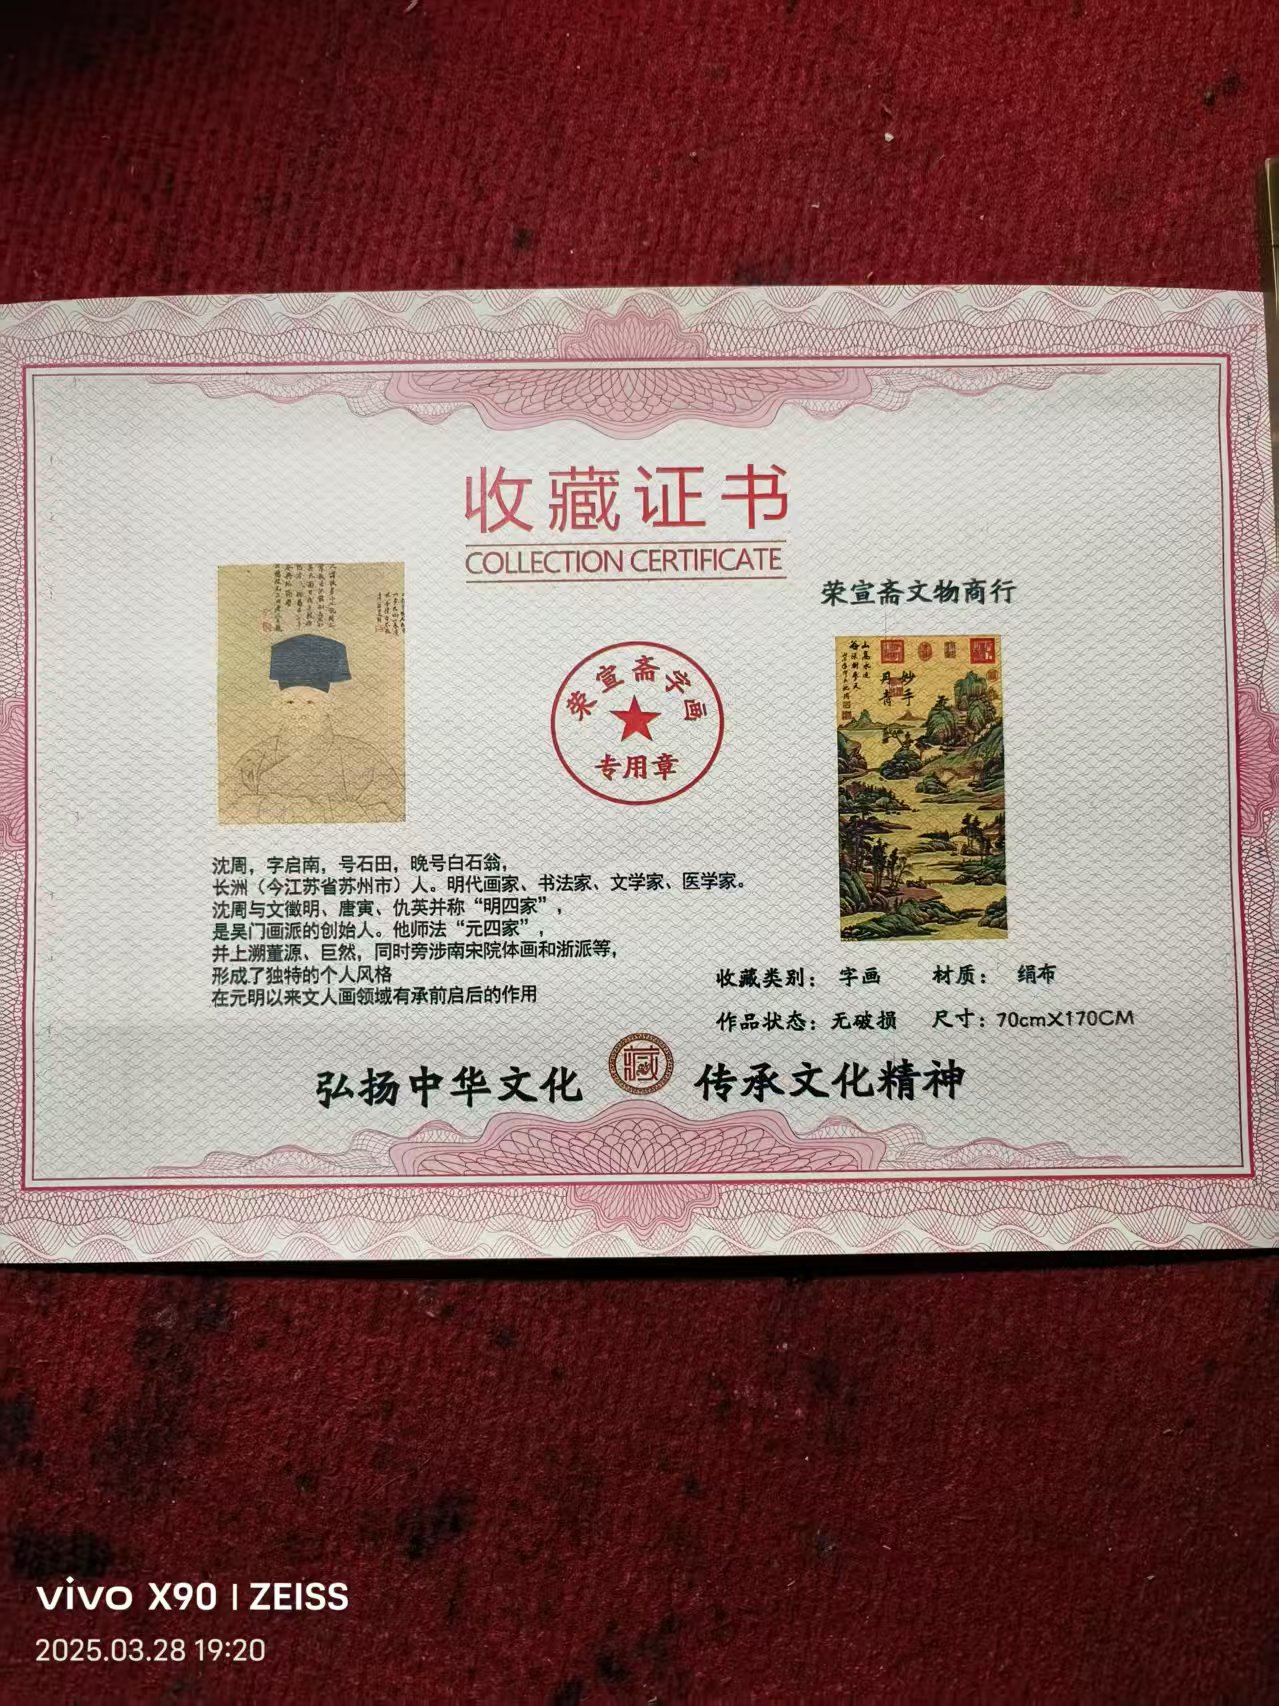 收藏证书
COLLECTION CERTIFICATE
荣宣斋文物商行
荣宣斋字画
专用章
山高水远
妙手
丹青
沈周，字启南，号石田，晚号白石翁，
长洲（今江苏省苏州市）人。明代画家、书法家、文学家、医学家。
沈周与文徵明、唐寅、仇英并称“明四家”，
是吴门画派的创始人。他师法“元四家”，
并上溯董源、巨然，同时旁涉南宋院体画和浙派等，
形成了独特的个人风格
在元明以来文人画领域有承前启后的作用
收藏类别： 字画 材质： 绢布
作品状态：无破损 尺寸：70cmX170CM
弘扬中华文化 藏 传承文化精神
vivo X90 | ZEISS
2025.03.28 19:20